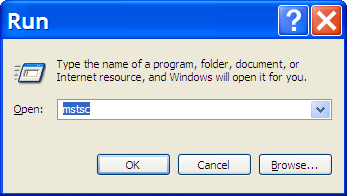 Run
Type the name of a program, folder, document, or
Internet resource, and Windows will open it for you.
Open: mstsc
OK Cancel Browse...